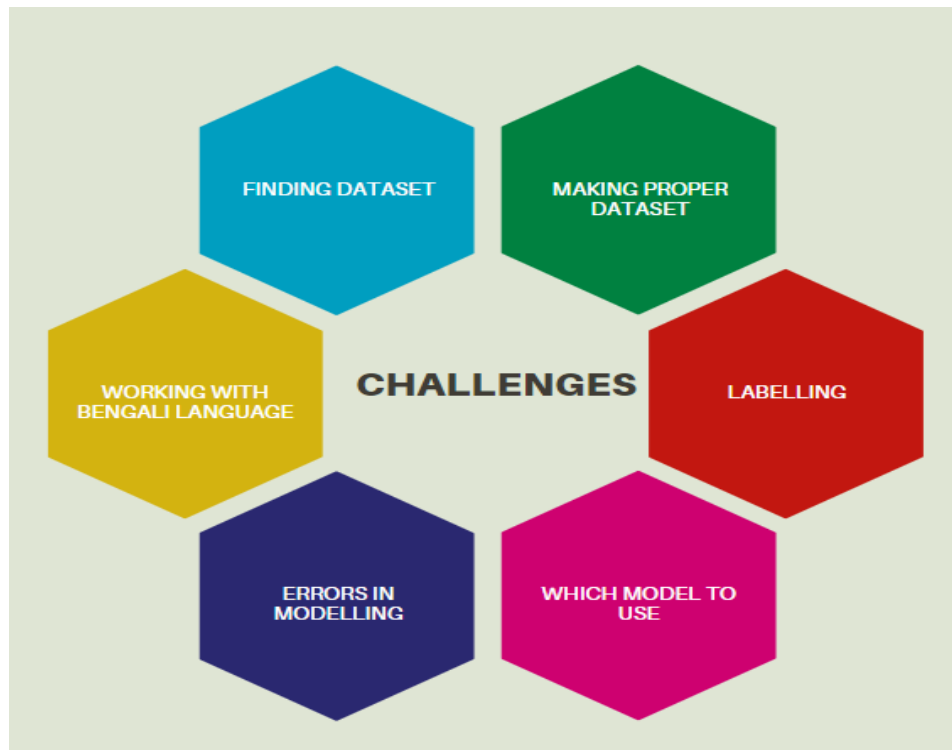 FINDING DATASET
MAKING PROPER
DATASET
WORKING WITH
BENGALI LANGUAGE
CHALLENGES
LABELLING
ERRORS IN
MODELLING
WHICH MODEL TO
USE